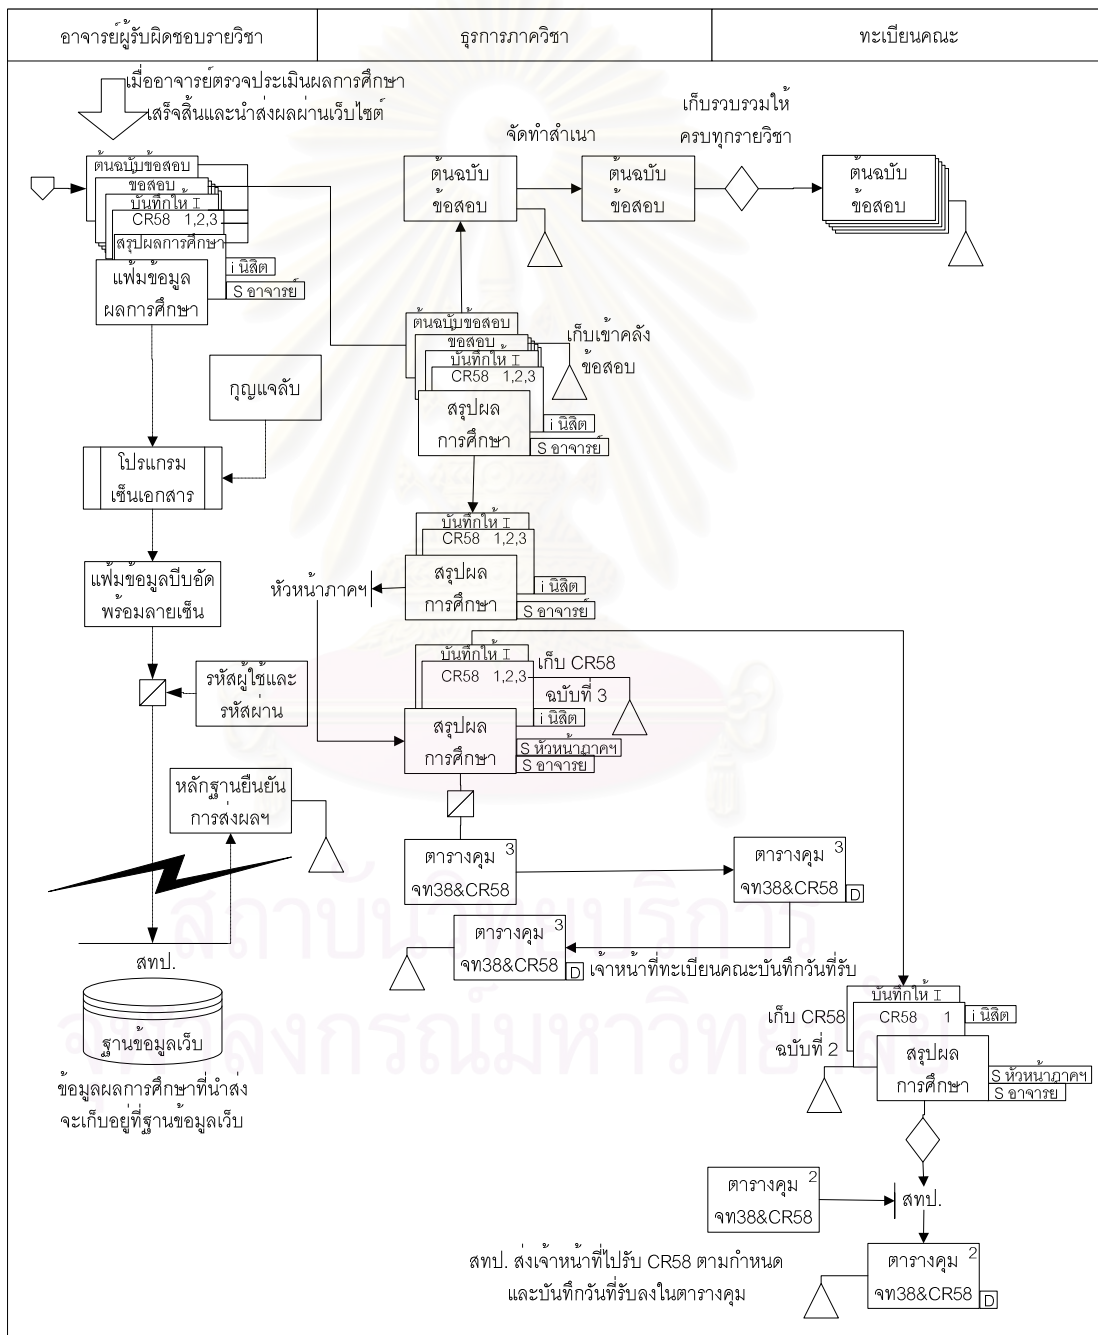 อาจารย์ผู้รับผิดชอบรายวิชา
ธุรการภาควิชา
ทะเบียนคณะ
เมื่ออาจารย์ตรวจประเมินผลการศึกษา
เสร็จสิ้นและนำส่งผลผ่านเว็บไซต์
ต้นฉบับข้อสอบ
ข้อสอบ
บันทึกให้ I
CR58 1,2,3
สรุปผลการศึกษา
i นิสิต
S อาจารย์
แฟ้มข้อมูล
ผลการศึกษา
กุญแจลับ
โปรแกรม
เซ็นเอกสาร
แฟ้มข้อมูลบีบอัด
พร้อมลายเซ็น
รหัสผู้ใช้และ
รหัสผ่าน
หลักฐานยืนยัน
การส่งผลฯ
สทป.
ฐานข้อมูลเว็บ
ข้อมูลผลการศึกษาที่นำส่ง
จะเก็บอยู่ที่ฐานข้อมูลเว็บ
จัดทำสำเนา
ต้นฉบับ
ข้อสอบ
ต้นฉบับ
ข้อสอบ
เก็บรวบรวมให้
ครบทุกรายวิชา
ต้นฉบับ
ข้อสอบ
ต้นฉบับข้อสอบ
ข้อสอบ
บันทึกให้ I
CR58 1,2,3
สรุปผล
การศึกษา
i นิสิต
S อาจารย์
เก็บเข้าคลัง
ข้อสอบ
บันทึกให้ I
CR58 1,2,3
สรุปผล
การศึกษา
i นิสิต
S อาจารย์
หัวหน้าภาคฯ
บันทึกให้ I
CR58 1,2,3
เก็บ CR58
ฉบับที่ 3
i นิสิต
สรุปผล
การศึกษา
S หัวหน้าภาคฯ
S อาจารย์
ตารางคุม 3
จท38&CR58
ตารางคุม 3
จท38&CR58
D
ตารางคุม 3
จท38&CR58
D
เจ้าหน้าที่ทะเบียนคณะบันทึกวันที่รับ
บันทึกให้ I
CR58 1
i นิสิต
เก็บ CR58
ฉบับที่ 2
สรุปผล
การศึกษา
S หัวหน้าภาคฯ
S อาจารย์
ตารางคุม 2
จท38&CR58
สทป.
ตารางคุม 2
จท38&CR58
D
สทป. ส่งเจ้าหน้าที่ไปรับ CR58 ตามกำหนด
และบันทึกวันที่รับลงในตารางคุม
สถาบันวิทยบริการ
จุฬาลงกรณ์มหาวิทยาลัย